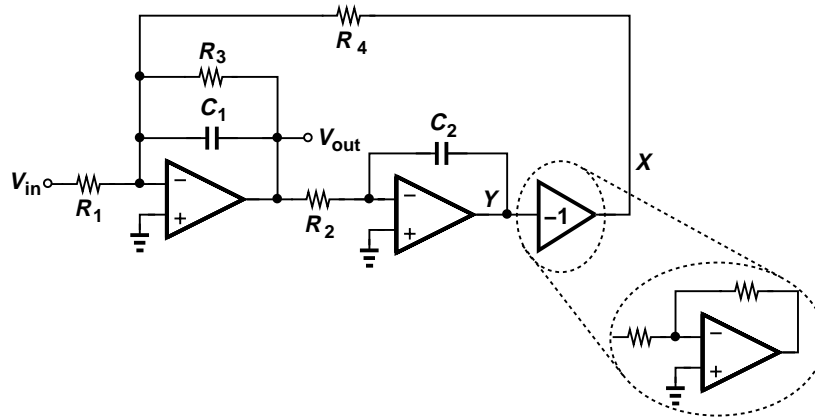 R4
R3
C1
Vout
C2
Vin
R1
X
−
+
R2
−
+
Y
−1
−
+